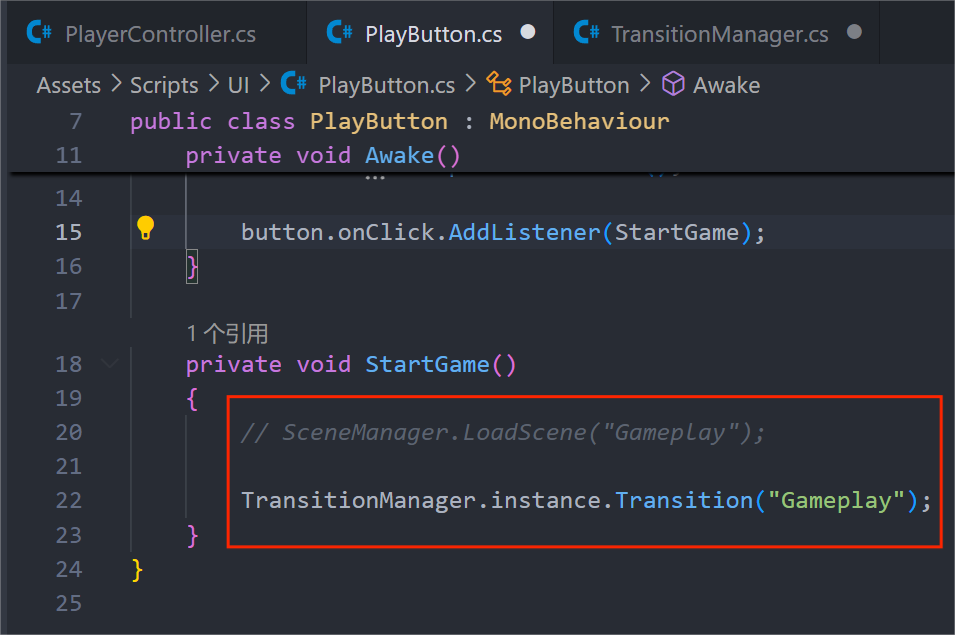 PlayerController.cs PlayButton.cs TransitionManager.cs
Assets > Scripts > UI > PlayButton.cs > PlayButton > Awake
7 public class PlayButton : MonoBehaviour
11 private void Awake()
14
15 button.onClick.AddListener(StartGame);
16 }
17
1 个引用
18 private void StartGame()
19 {
20 // SceneManager.LoadScene("Gameplay");
21
22 TransitionManager.instance.Transition("Gameplay");
23 }
24 }
25